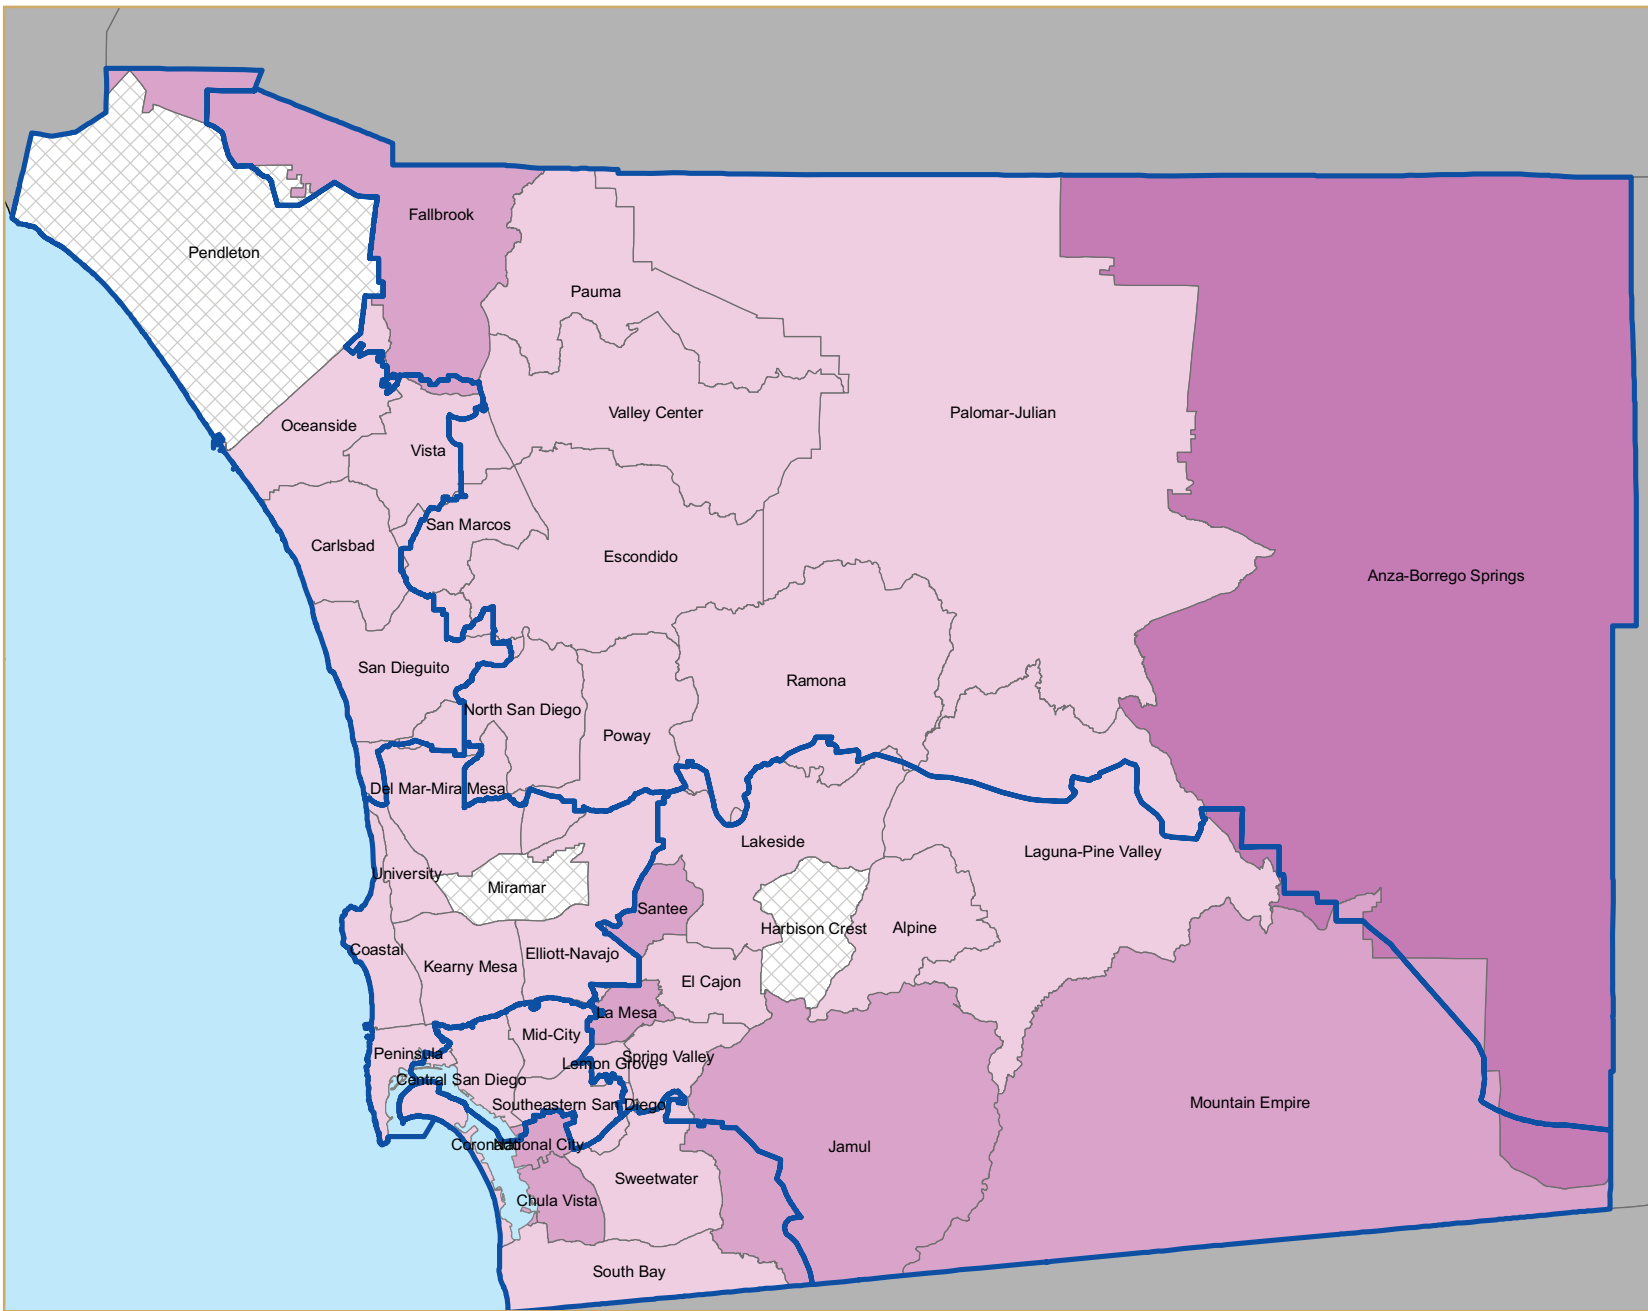 Fallbrook
Pendleton
Pauma
Oceanside
Valley Center
Palomar-Julian
Vista
San Marcos
Carlsbad
Escondido
Anza-Borrego Springs
San Dieguito
Ramona
North San Diego
Poway
Del Mar-Mira Mesa
Lakeside
Laguna-Pine Valley
University
Miramar
Santee
Harbison Crest
Alpine
Coastal
Elliott-Navajo
Kearny Mesa
El Cajon
La Mesa
Mid-City
Peninsula
Lemon Grove
Spring Valley
Central San Diego
Southeastern San Diego
Mountain Empire
Coronado
National City
Jamul
Sweetwater
Chula Vista
South Bay